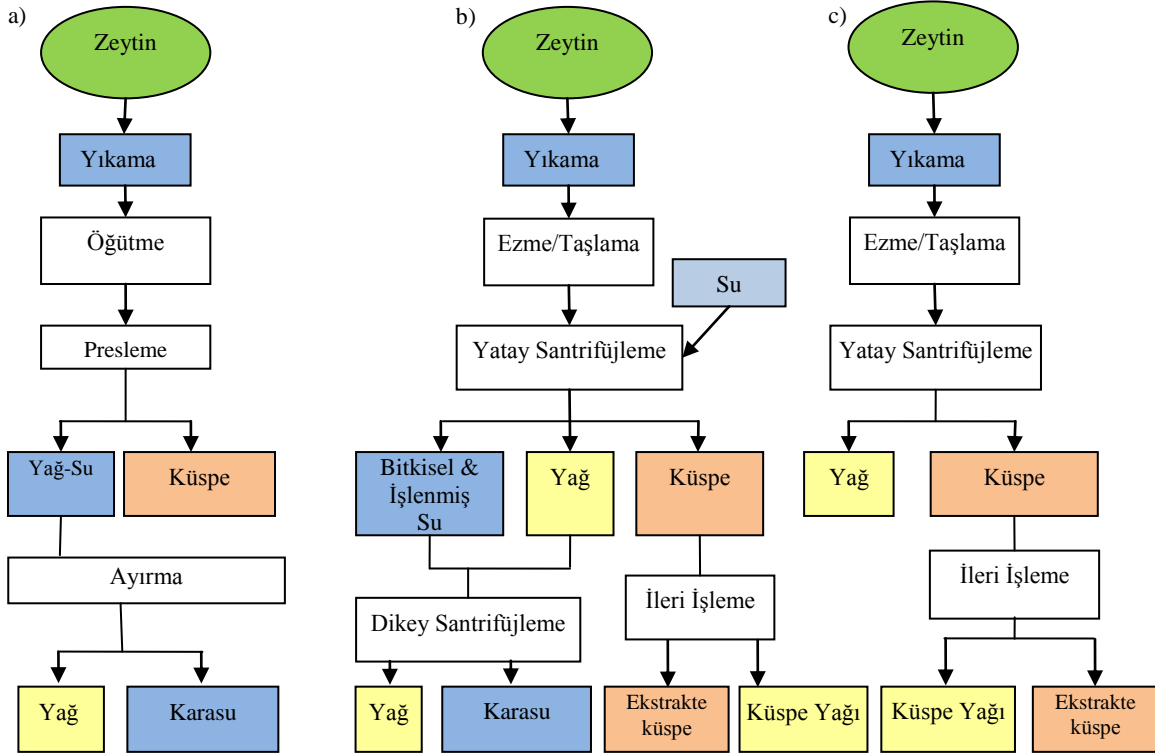 a)
Zeytin
Yıkama
Öğütme
Presleme
Yağ-Su
Küspe
Ayırma
Yağ
Karasu
b)
Zeytin
Yıkama
Ezme/Taşlama
Su
Yatay Santrifüjleme
Bitkisel &
İşlenmiş
Su
Yağ
Küspe
Dikey Santrifüjleme
İleri İşleme
Yağ
Karasu
Ekstrakte
küspe
Küspe Yağı
c)
Zeytin
Yıkama
Ezme/Taşlama
Yatay Santrifüjleme
Yağ
Küspe
İleri İşleme
Küspe Yağı
Ekstrakte
küspe